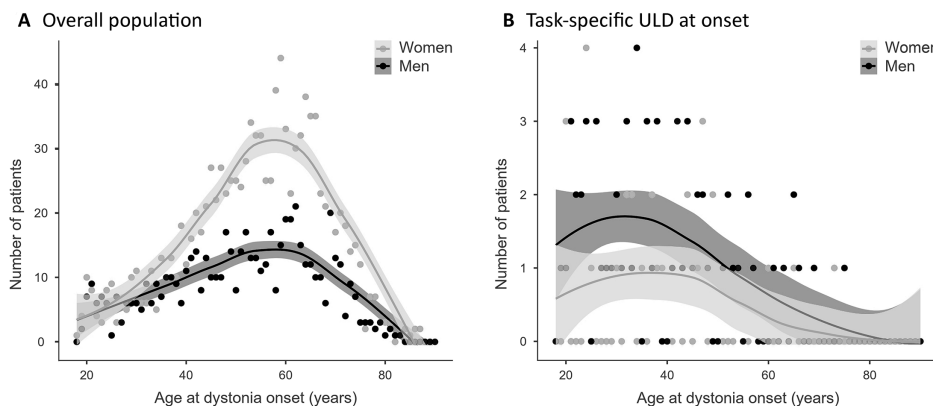 A Overall population
Women
Men
Number of patients
40
30
20
10
0
20
40
60
80
Age at dystonia onset (years)
B Task-specific ULD at onset
Women
Men
Number of patients
4
3
2
1
0
20
40
60
80
Age at dystonia onset (years)